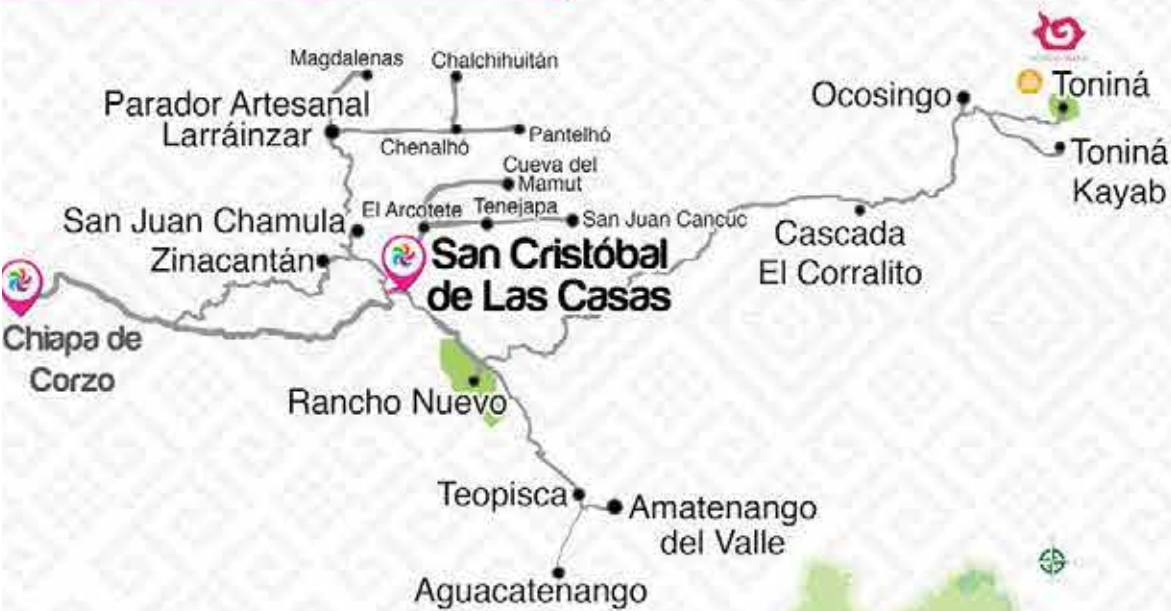 Magdalenas
Chalchihuitán
Parador Artesanal
Larráinzar
Chenalhó
Pantelhó
Cueva del
Mamut
Ocosingo
Toniná
Toniná
Kayab
San Juan Chamula
El Arcotete
Tenejapa
San Juan Cancuc
Zinacantán
San Cristóbal
de Las Casas
Cascada
El Corralito
Chiapa de
Corzo
Rancho Nuevo
Teopisca
Amatenango
del Valle
Aguacatenango